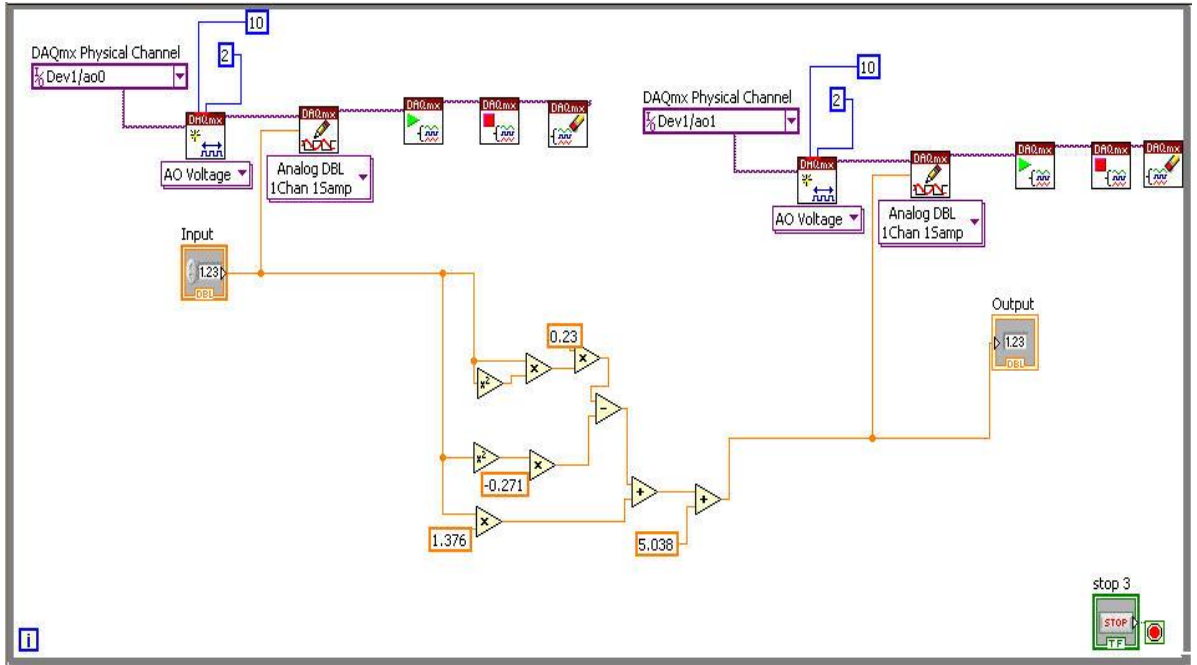 10
DAQmx Physical Channel
2
Dev1/ao0
DAQmx
DAQmx
DAQmx
DAQmx
DAQmx
AO Voltage
Analog DBL
1Chan 1Samp
10
DAQmx Physical Channel
2
Dev1/ao1
DAQmx
DAQmx
DAQmx
DAQmx
DAQmx
AO Voltage
Analog DBL
1Chan 1Samp
Input
1.23
DBL
Output
1.23
DBL
0.23
x
x
x²
-
x²
x
-0.271
+
+
x
1.376
5.038
stop 3
STOP
TF
i